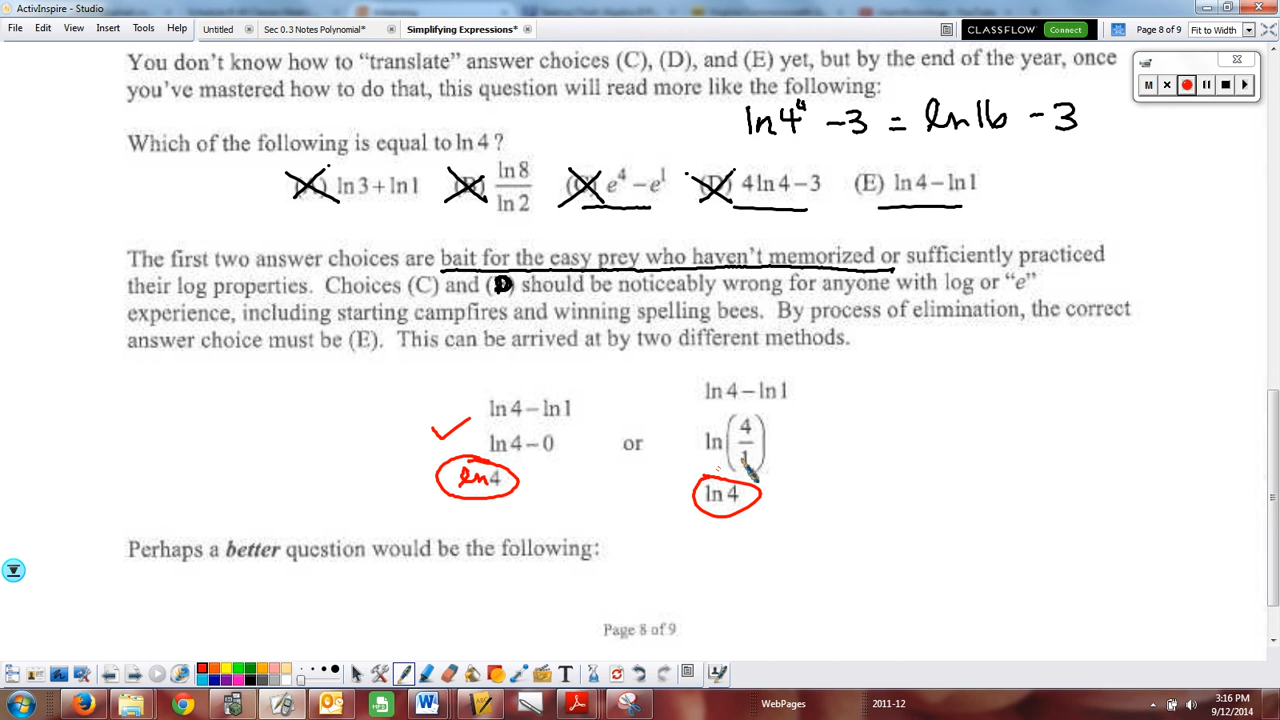 ActivInspire - Studio
File Edit View Insert Tools Help Untitled Sec 0.3 Notes Polynomial* Simplifying Expressions* CLASSFLOW Connect Page 8 of 9 Fit to Width
You don't know how to “translate” answer choices (C), (D), and (E) yet, but by the end of the year, once
you've mastered how to do that, this question will read more like the following:
ln4⁴ - 3 = ln16 - 3
Which of the following is equal to ln 4 ?
(A) ln 3 + ln 1 (B) ln 8 / ln 2 (C) e⁴ − e¹ (D) 4 ln 4 − 3 (E) ln 4 − ln 1
The first two answer choices are bait for the easy prey who haven't memorized or sufficiently practiced
their log properties. Choices (C) and (D) should be noticeably wrong for anyone with log or “e”
experience, including starting campfires and winning spelling bees. By process of elimination, the correct
answer choice must be (E). This can be arrived at by two different methods.
ln 4 − ln 1
ln 4 − 0
ln 4
or
ln 4 − ln 1
ln (4/1)
ln 4
Perhaps a better question would be the following:
Page 8 of 9
WebPages 2011-12 3:16 PM
9/12/2014